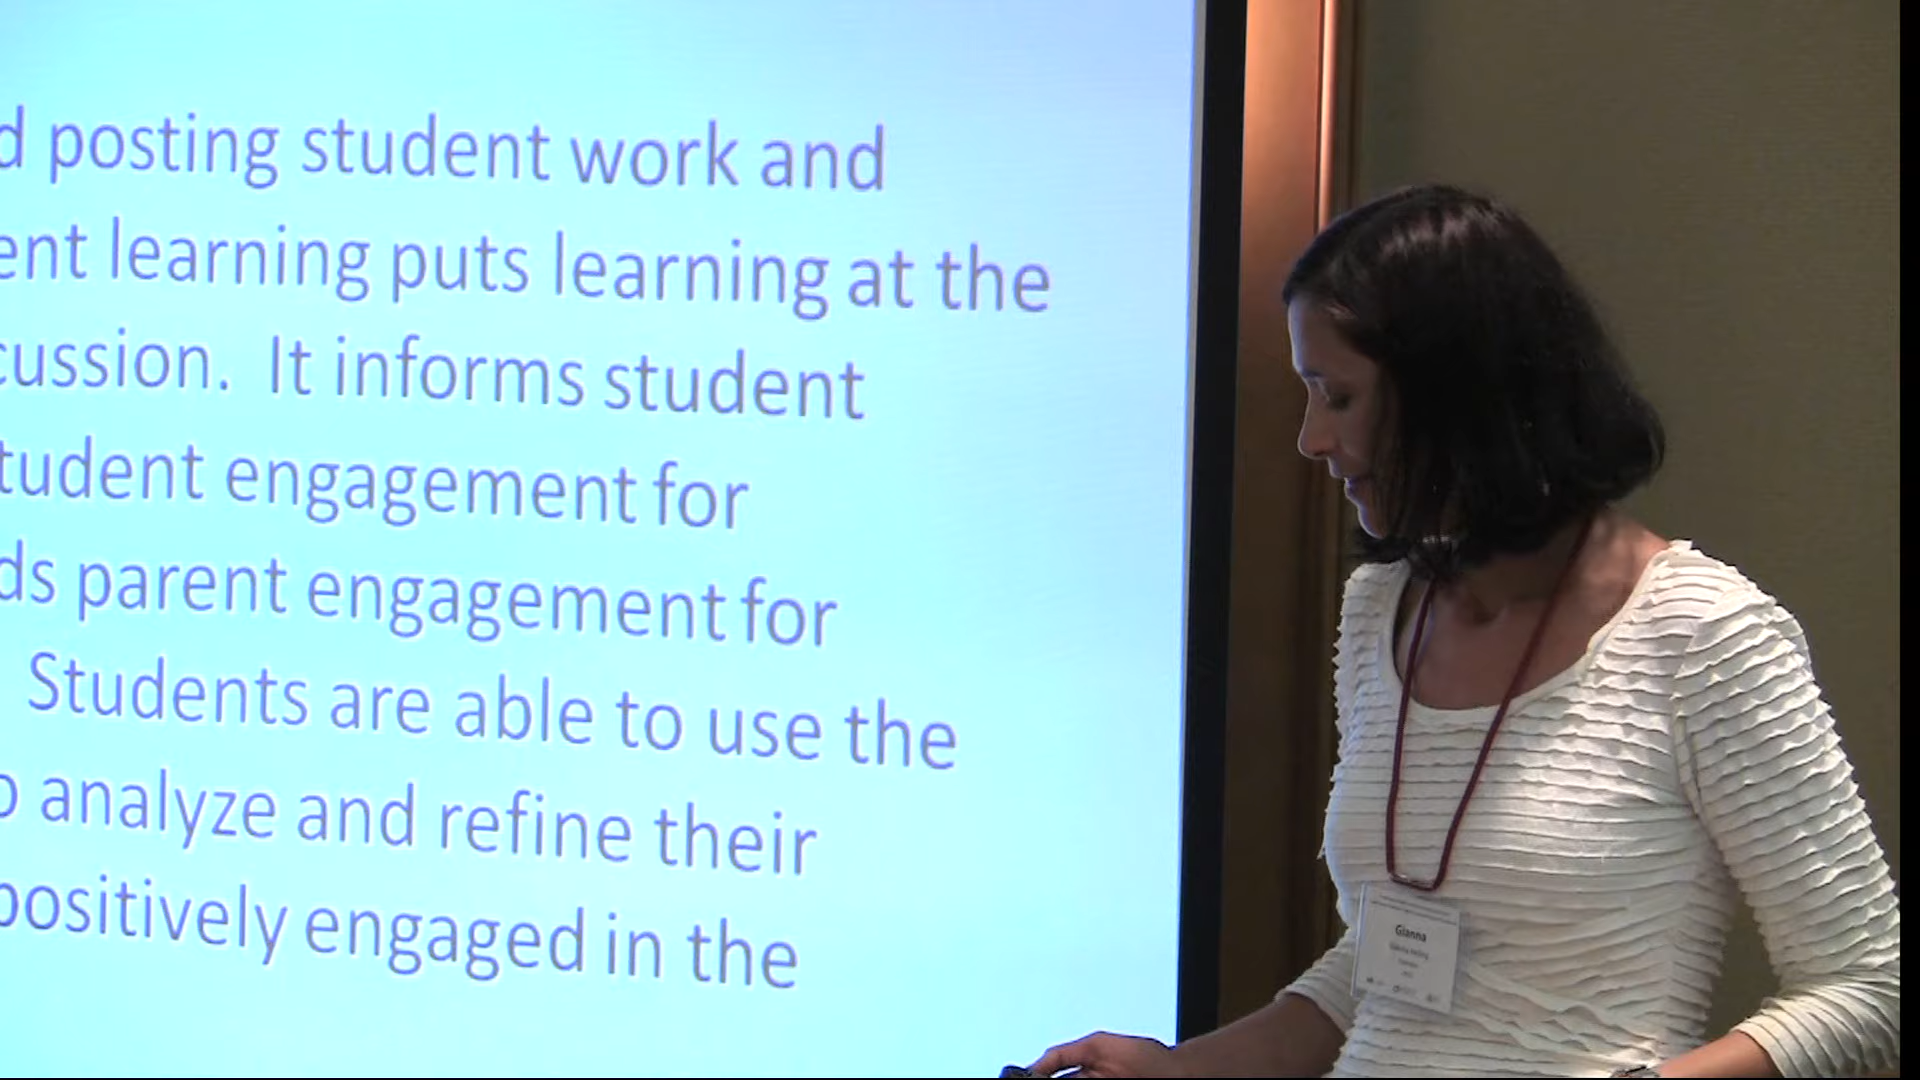 d posting student work and
ent learning puts learning at the
cussion. It informs student
tudent engagement for
ds parent engagement for
Students are able to use the
o analyze and refine their
positively engaged in the
Gianna